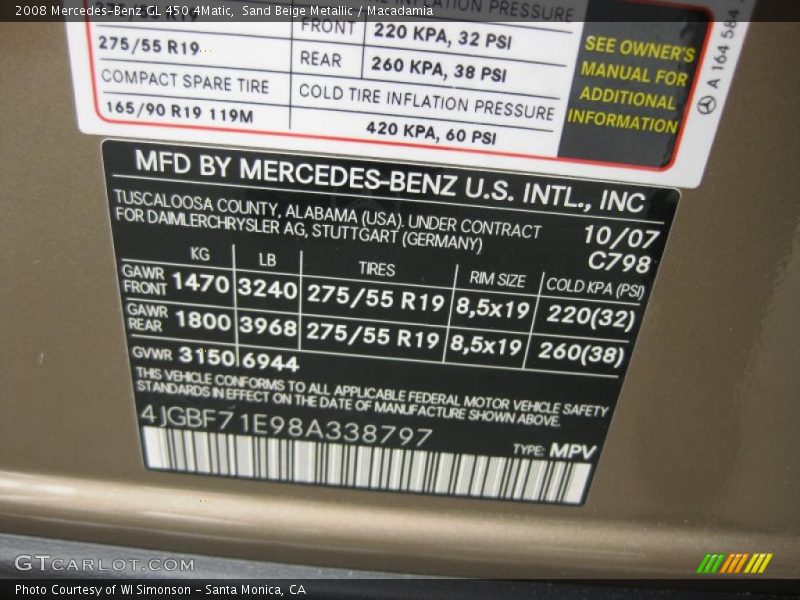 2008 Mercedes-Benz GL 450 4Matic, Sand Beige Metallic / Macadamia
INFLATION PRESSURE
R19
FRONT
220 KPA, 32 PSI
275/55 R19
REAR
260 KPA, 38 PSI
COMPACT SPARE TIRE
COLD TIRE INFLATION PRESSURE
165/90 R19 119M
420 KPA, 60 PSI
SEE OWNER'S
MANUAL FOR
ADDITIONAL
INFORMATION
A 164 584
MFD BY MERCEDES-BENZ U.S. INTL., INC
TUSCALOOSA COUNTY, ALABAMA (USA). UNDER CONTRACT
FOR DAIMLERCHRYSLER AG, STUTTGART (GERMANY)
10/07
C798
KG LB TIRES RIM SIZE COLD KPA (PSI)
GAWR
FRONT
1470 3240 275/55 R19 8,5x19 220(32)
GAWR
REAR
1800 3968 275/55 R19 8,5x19 260(38)
GVWR 3150 6944
THIS VEHICLE CONFORMS TO ALL APPLICABLE FEDERAL MOTOR VEHICLE SAFETY
STANDARDS IN EFFECT ON THE DATE OF MANUFACTURE SHOWN ABOVE.
4JGBF71E98A338797
TYPE: MPV
GTCARLOT.COM
Photo Courtesy of WI Simonson - Santa Monica, CA